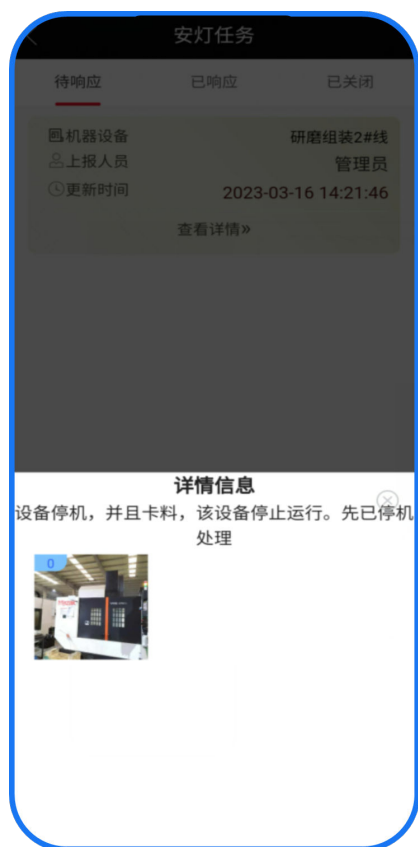 安灯任务
待响应 已响应 已关闭
机器设备 研磨组装2#线
上报人员 管理员
更新时间 2023-03-16 14:21:46
查看详情»
详情信息
设备停机，并且卡料，该设备停止运行。先已停机
处理
0